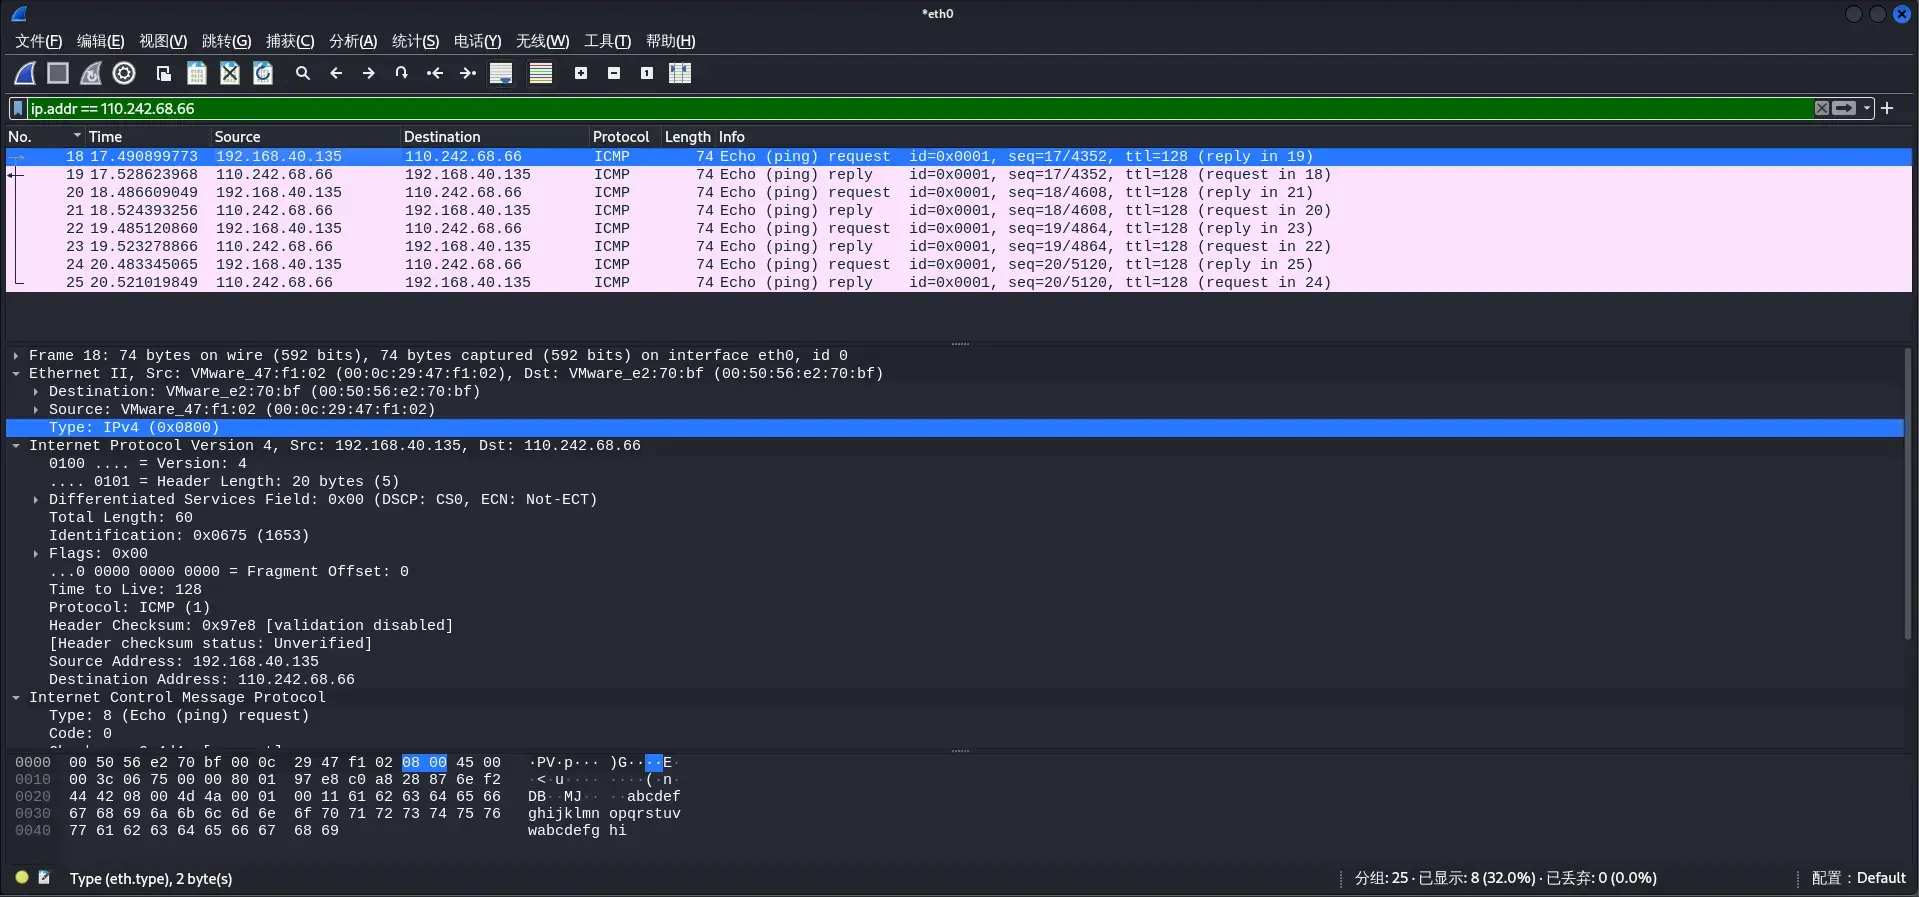 *eth0
文件(F) 编辑(E) 视图(V) 跳转(G) 捕获(C) 分析(A) 统计(S) 电话(Y) 无线(W) 工具(T) 帮助(H)
ip.addr == 110.242.68.66
No. Time Source Destination Protocol Length Info
18 17.490899773 192.168.40.135 110.242.68.66 ICMP 74 Echo (ping) request id=0x0001, seq=17/4352, ttl=128 (reply in 19)
19 17.528623968 110.242.68.66 192.168.40.135 ICMP 74 Echo (ping) reply id=0x0001, seq=17/4352, ttl=128 (request in 18)
20 18.486609049 192.168.40.135 110.242.68.66 ICMP 74 Echo (ping) request id=0x0001, seq=18/4608, ttl=128 (reply in 21)
21 18.524393256 110.242.68.66 192.168.40.135 ICMP 74 Echo (ping) reply id=0x0001, seq=18/4608, ttl=128 (request in 20)
22 19.485120860 192.168.40.135 110.242.68.66 ICMP 74 Echo (ping) request id=0x0001, seq=19/4864, ttl=128 (reply in 23)
23 19.523278866 110.242.68.66 192.168.40.135 ICMP 74 Echo (ping) reply id=0x0001, seq=19/4864, ttl=128 (request in 22)
24 20.483345065 192.168.40.135 110.242.68.66 ICMP 74 Echo (ping) request id=0x0001, seq=20/5120, ttl=128 (reply in 25)
25 20.521019849 110.242.68.66 192.168.40.135 ICMP 74 Echo (ping) reply id=0x0001, seq=20/5120, ttl=128 (request in 24)
Frame 18: 74 bytes on wire (592 bits), 74 bytes captured (592 bits) on interface eth0, id 0
Ethernet II, Src: VMware_47:f1:02 (00:0c:29:47:f1:02), Dst: VMware_e2:70:bf (00:50:56:e2:70:bf)
Destination: VMware_e2:70:bf (00:50:56:e2:70:bf)
Source: VMware_47:f1:02 (00:0c:29:47:f1:02)
Type: IPv4 (0x0800)
Internet Protocol Version 4, Src: 192.168.40.135, Dst: 110.242.68.66
0100 .... = Version: 4
.... 0101 = Header Length: 20 bytes (5)
Differentiated Services Field: 0x00 (DSCP: CS0, ECN: Not-ECT)
Total Length: 60
Identification: 0x0675 (1653)
Flags: 0x00
...0 0000 0000 0000 = Fragment Offset: 0
Time to Live: 128
Protocol: ICMP (1)
Header Checksum: 0x97e8 [validation disabled]
[Header checksum status: Unverified]
Source Address: 192.168.40.135
Destination Address: 110.242.68.66
Internet Control Message Protocol
Type: 8 (Echo (ping) request)
Code: 0
0000 00 50 56 e2 70 bf 00 0c 29 47 f1 02 08 00 45 00 ·PV·p··· )G····E·
0010 00 3c 06 75 00 00 80 01 97 e8 c0 a8 28 87 6e f2 ·<·u···· ····(·n·
0020 44 42 08 00 4d 4a 00 01 00 11 61 62 63 64 65 66 DB··MJ·· ··abcdef
0030 67 68 69 6a 6b 6c 6d 6e 6f 70 71 72 73 74 75 76 ghijklmn opqrstuv
0040 77 61 62 63 64 65 66 67 68 69 wabcdefg hi
Type (eth.type), 2 byte(s) 分组: 25 · 已显示: 8 (32.0%) · 已丢弃: 0 (0.0%) 配置：Default